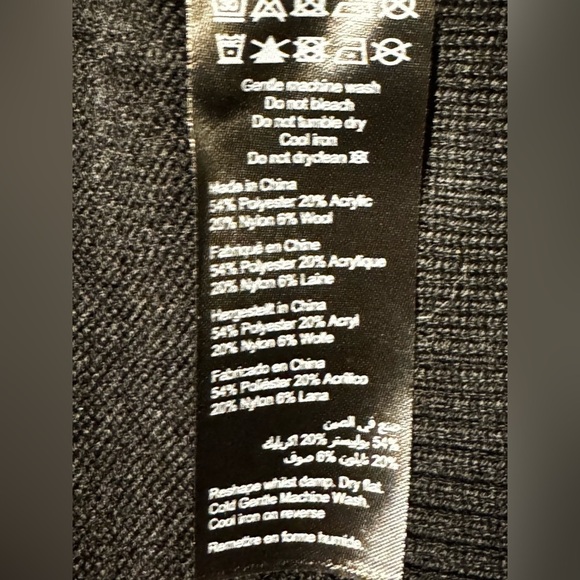 Gentle machine wash
Do not bleach
Do not tumble dry
Cool iron
Do not dryclean
Made in China
54% Polyester 20% Acrylic
20% Nylon 6% Wool
Fabriqué en Chine
54% Polyester 20% Acrylique
20% Nylon 6% Laine
Hergestellt in China
54% Polyester 20% Acryl
20% Nylon 6% Wolle
Fabricado en China
54% Poliéster 20% Acrilico
20% Nylon 6% Lana
صنع في الصين
54% بوليستر 20% اكريليك
20% نايلون 6% صوف
Reshape whilst damp. Dry flat.
Cold Gentle Machine Wash.
Cool iron on reverse
Remettre en forme humide.